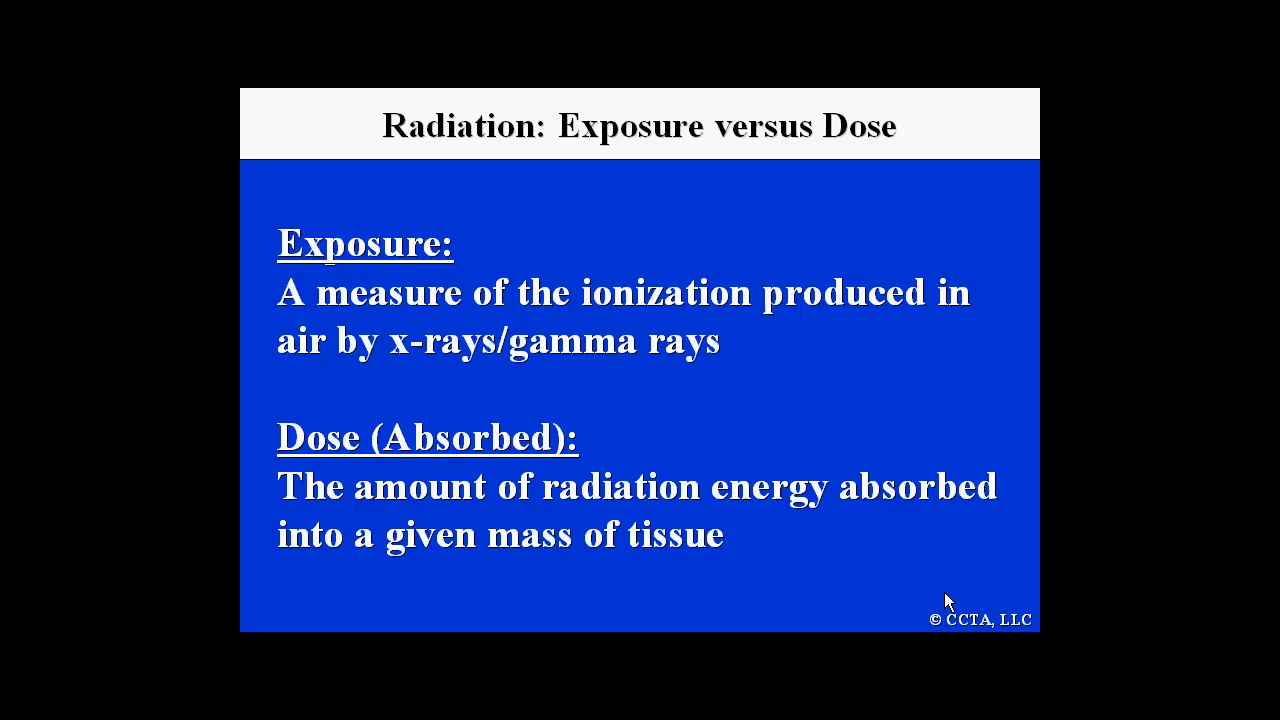 Radiation: Exposure versus Dose
Exposure:
A measure of the ionization produced in
air by x-rays/gamma rays
Dose (Absorbed):
The amount of radiation energy absorbed
into a given mass of tissue
© CCTA, LLC